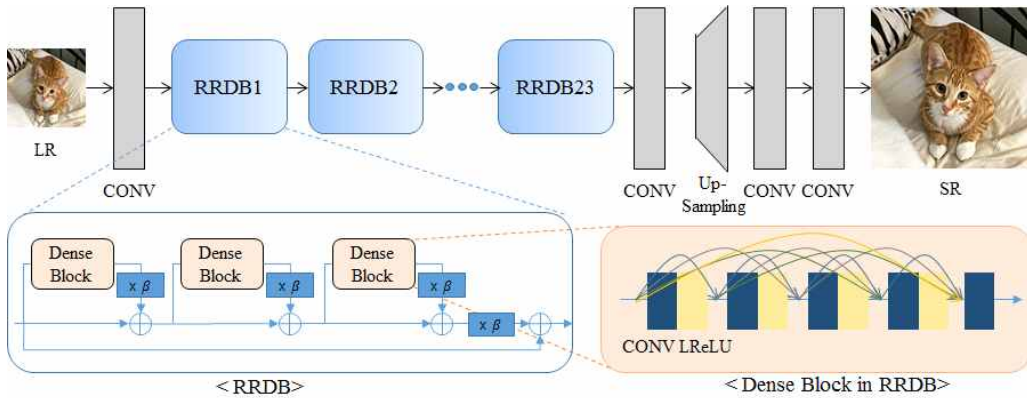 RRDB1
RRDB2
RRDB23
LR
CONV
CONV
Up-
Sampling
CONV
CONV
SR
Dense
Block
x β
Dense
Block
x β
Dense
Block
x β
x β
CONV LReLU
< RRDB>
< Dense Block in RRDB>